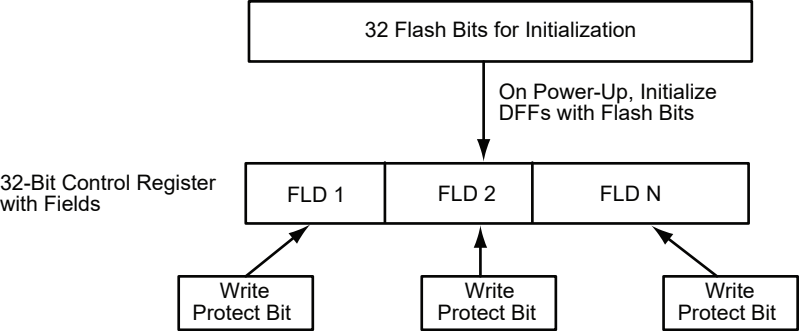 32 Flash Bits for Initialization
On Power-Up, Initialize
DFFs with Flash Bits
32-Bit Control Register
with Fields
FLD 1
FLD 2
FLD N
Write
Protect Bit
Write
Protect Bit
Write
Protect Bit